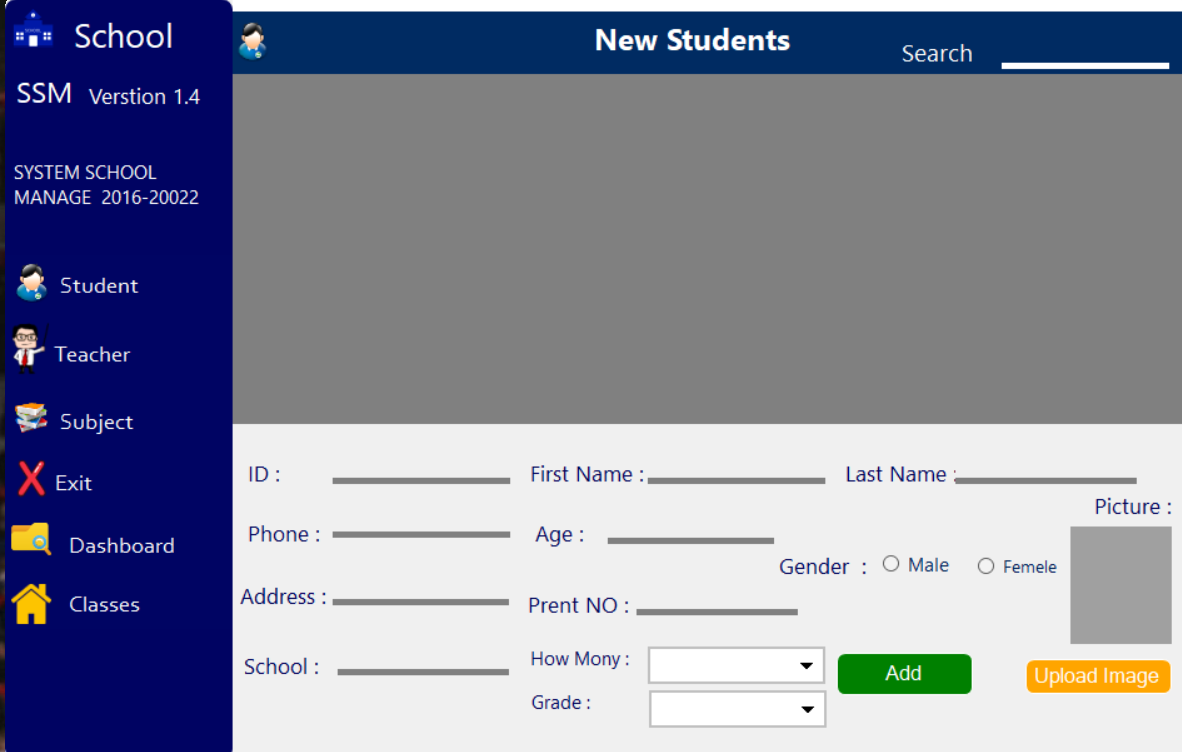 School
SSM Verstion 1.4
SYSTEM SCHOOL
MANAGE 2016-20022
Student
Teacher
Subject
Exit
Dashboard
Classes
New Students
Search
ID :
First Name :
Last Name :
Picture :
Phone :
Age :
Gender :
Male
Femele
Address :
Prent NO :
School :
How Mony :
Add
Upload Image
Grade :